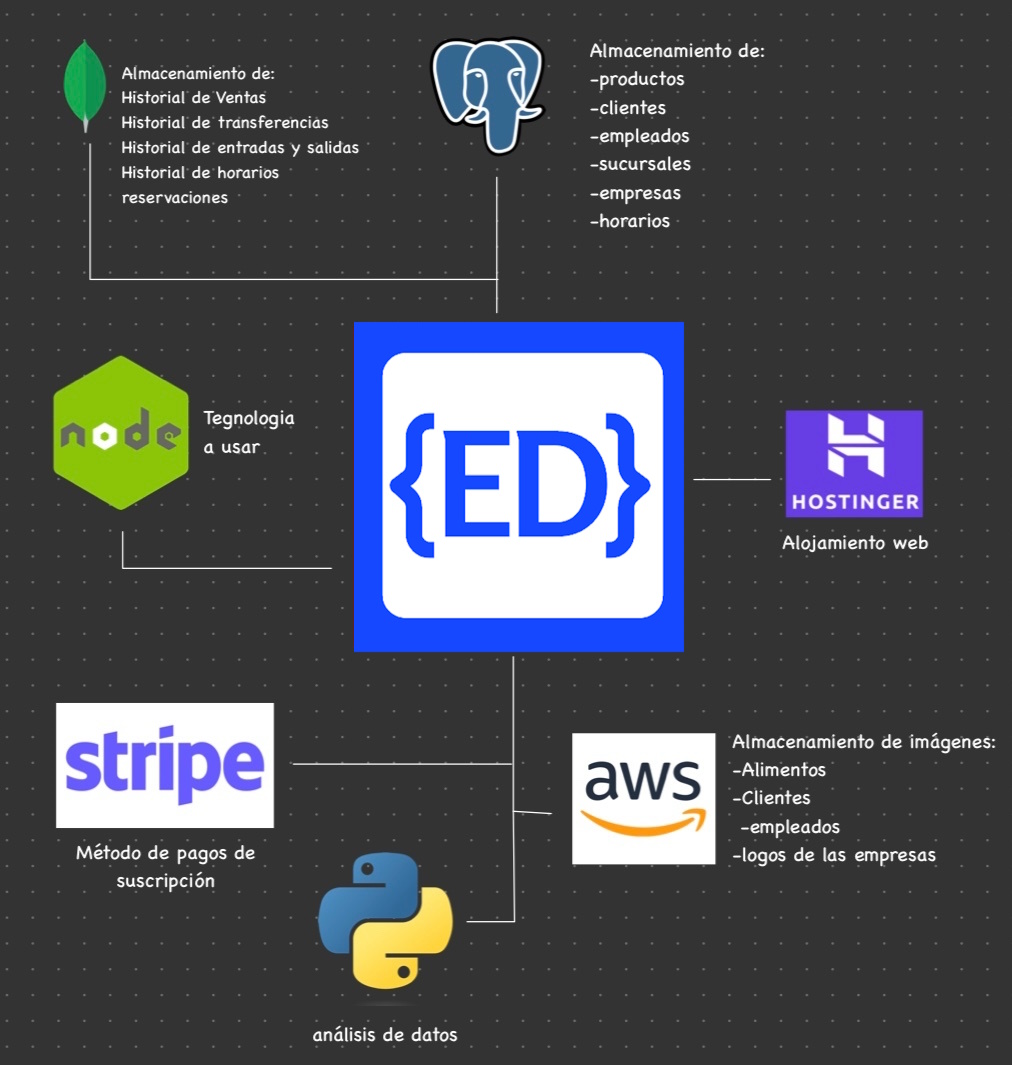 Almacenamiento de:
Historial de Ventas
Historial de transferencias
Historial de entradas y salidas
Historial de horarios
reservaciones
Almacenamiento de:
-productos
-clientes
-empleados
-sucursales
-empresas
-horarios
node
Tegnologia
a usar
{ED}
HOSTINGER
Alojamiento web
stripe
Método de pagos de
suscripción
aws
Almacenamiento de imágenes:
-Alimentos
-Clientes
-empleados
-logos de las empresas
análisis de datos